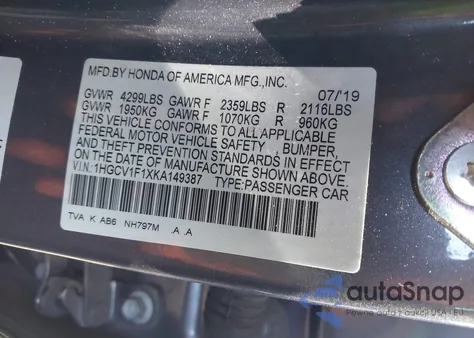 MFD.BY HONDA OF AMERICA MFG.,INC. 07/'19
GVWR 4299LBS GAWR F 2359LBS R 2116LBS
GVWR 1950KG GAWR F 1070KG R 960KG
THIS VEHICLE CONFORMS TO ALL APPLICABLE
FEDERAL MOTOR VEHICLE SAFETY , BUMPER,
AND THEFT PREVENTION STANDARDS IN EFFECT
ON THE DATE OF MANUFACTURE SHOWN ABOVE.
V.I.N:1HGCV1F1XKA149387 TYPE:PASSENGER CAR
TVA K AB6 NH797M .A .A
autoSnap